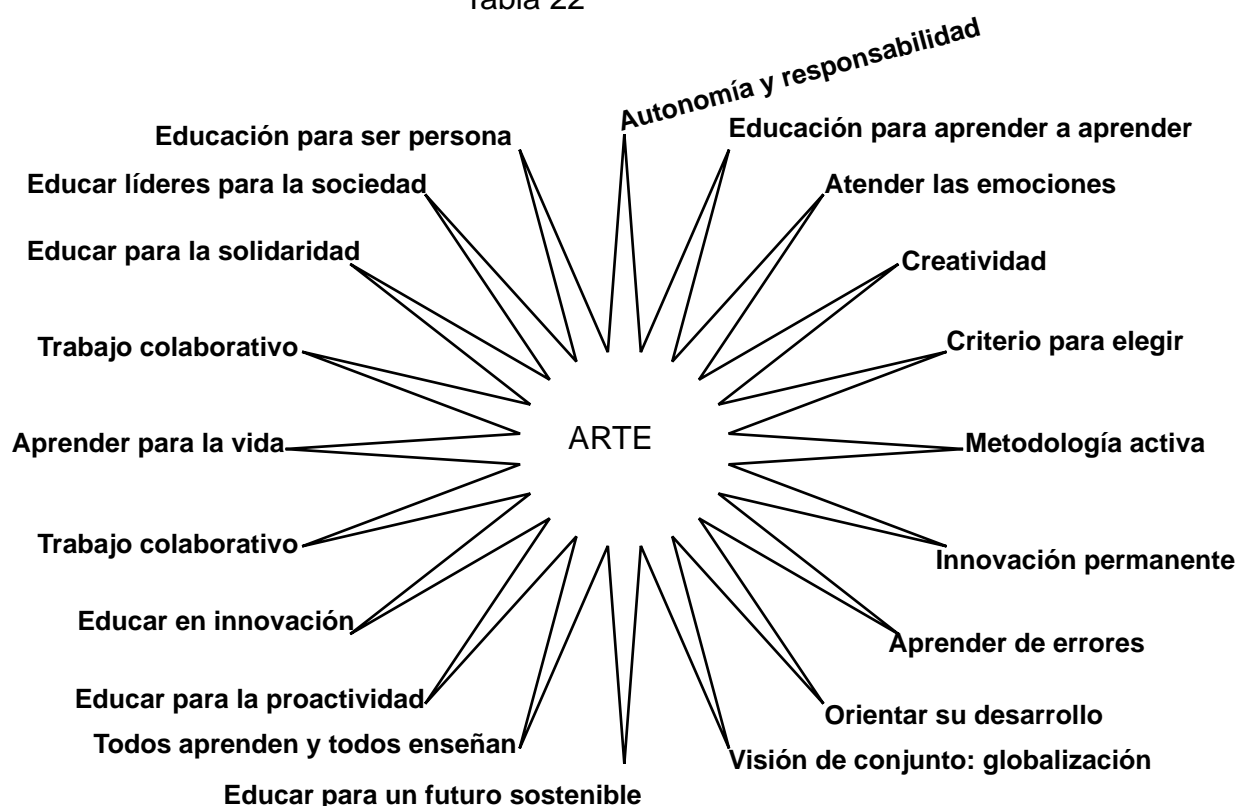 Tabla 22
Autonomía y responsabilidad
Educación para ser persona
Educación para aprender a aprender
Educar líderes para la sociedad
Atender las emociones
Educar para la solidaridad
Creatividad
Trabajo colaborativo
Criterio para elegir
ARTE
Aprender para la vida
Metodología activa
Trabajo colaborativo
Innovación permanente
Educar en innovación
Aprender de errores
Educar para la proactividad
Orientar su desarrollo
Todos aprenden y todos enseñan
Visión de conjunto: globalización
Educar para un futuro sostenible